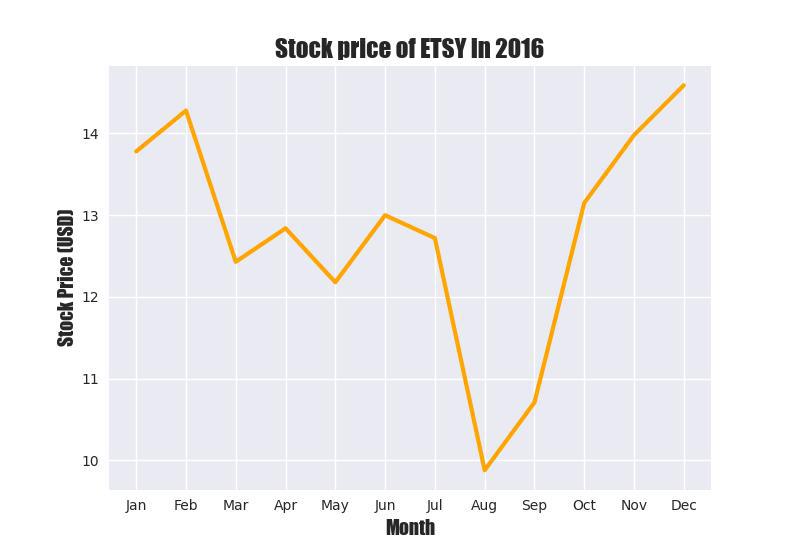 Stock price of ETSY in 2016
Stock Price (USD)
14
13
12
11
10
Jan Feb Mar Apr May Jun Jul Aug Sep Oct Nov Dec
Month